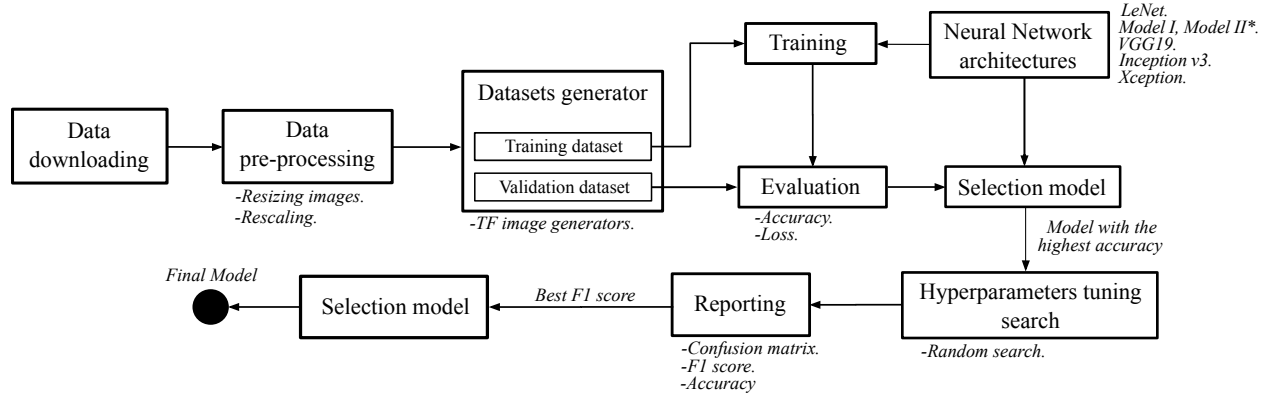 Data
downloading
Data
pre-processing
-Resizing images.
-Rescaling.
Datasets generator
Training dataset
Validation dataset
-TF image generators.
Training
Neural Network
architectures
LeNet.
Model I, Model II*.
VGG19.
Inception v3.
Xception.
Evaluation
-Accuracy.
-Loss.
Selection model
Model with the
highest accuracy
Hyperparameters tuning
search
-Random search.
Reporting
-Confusion matrix.
-F1 score.
-Accuracy
Best F1 score
Selection model
Final Model